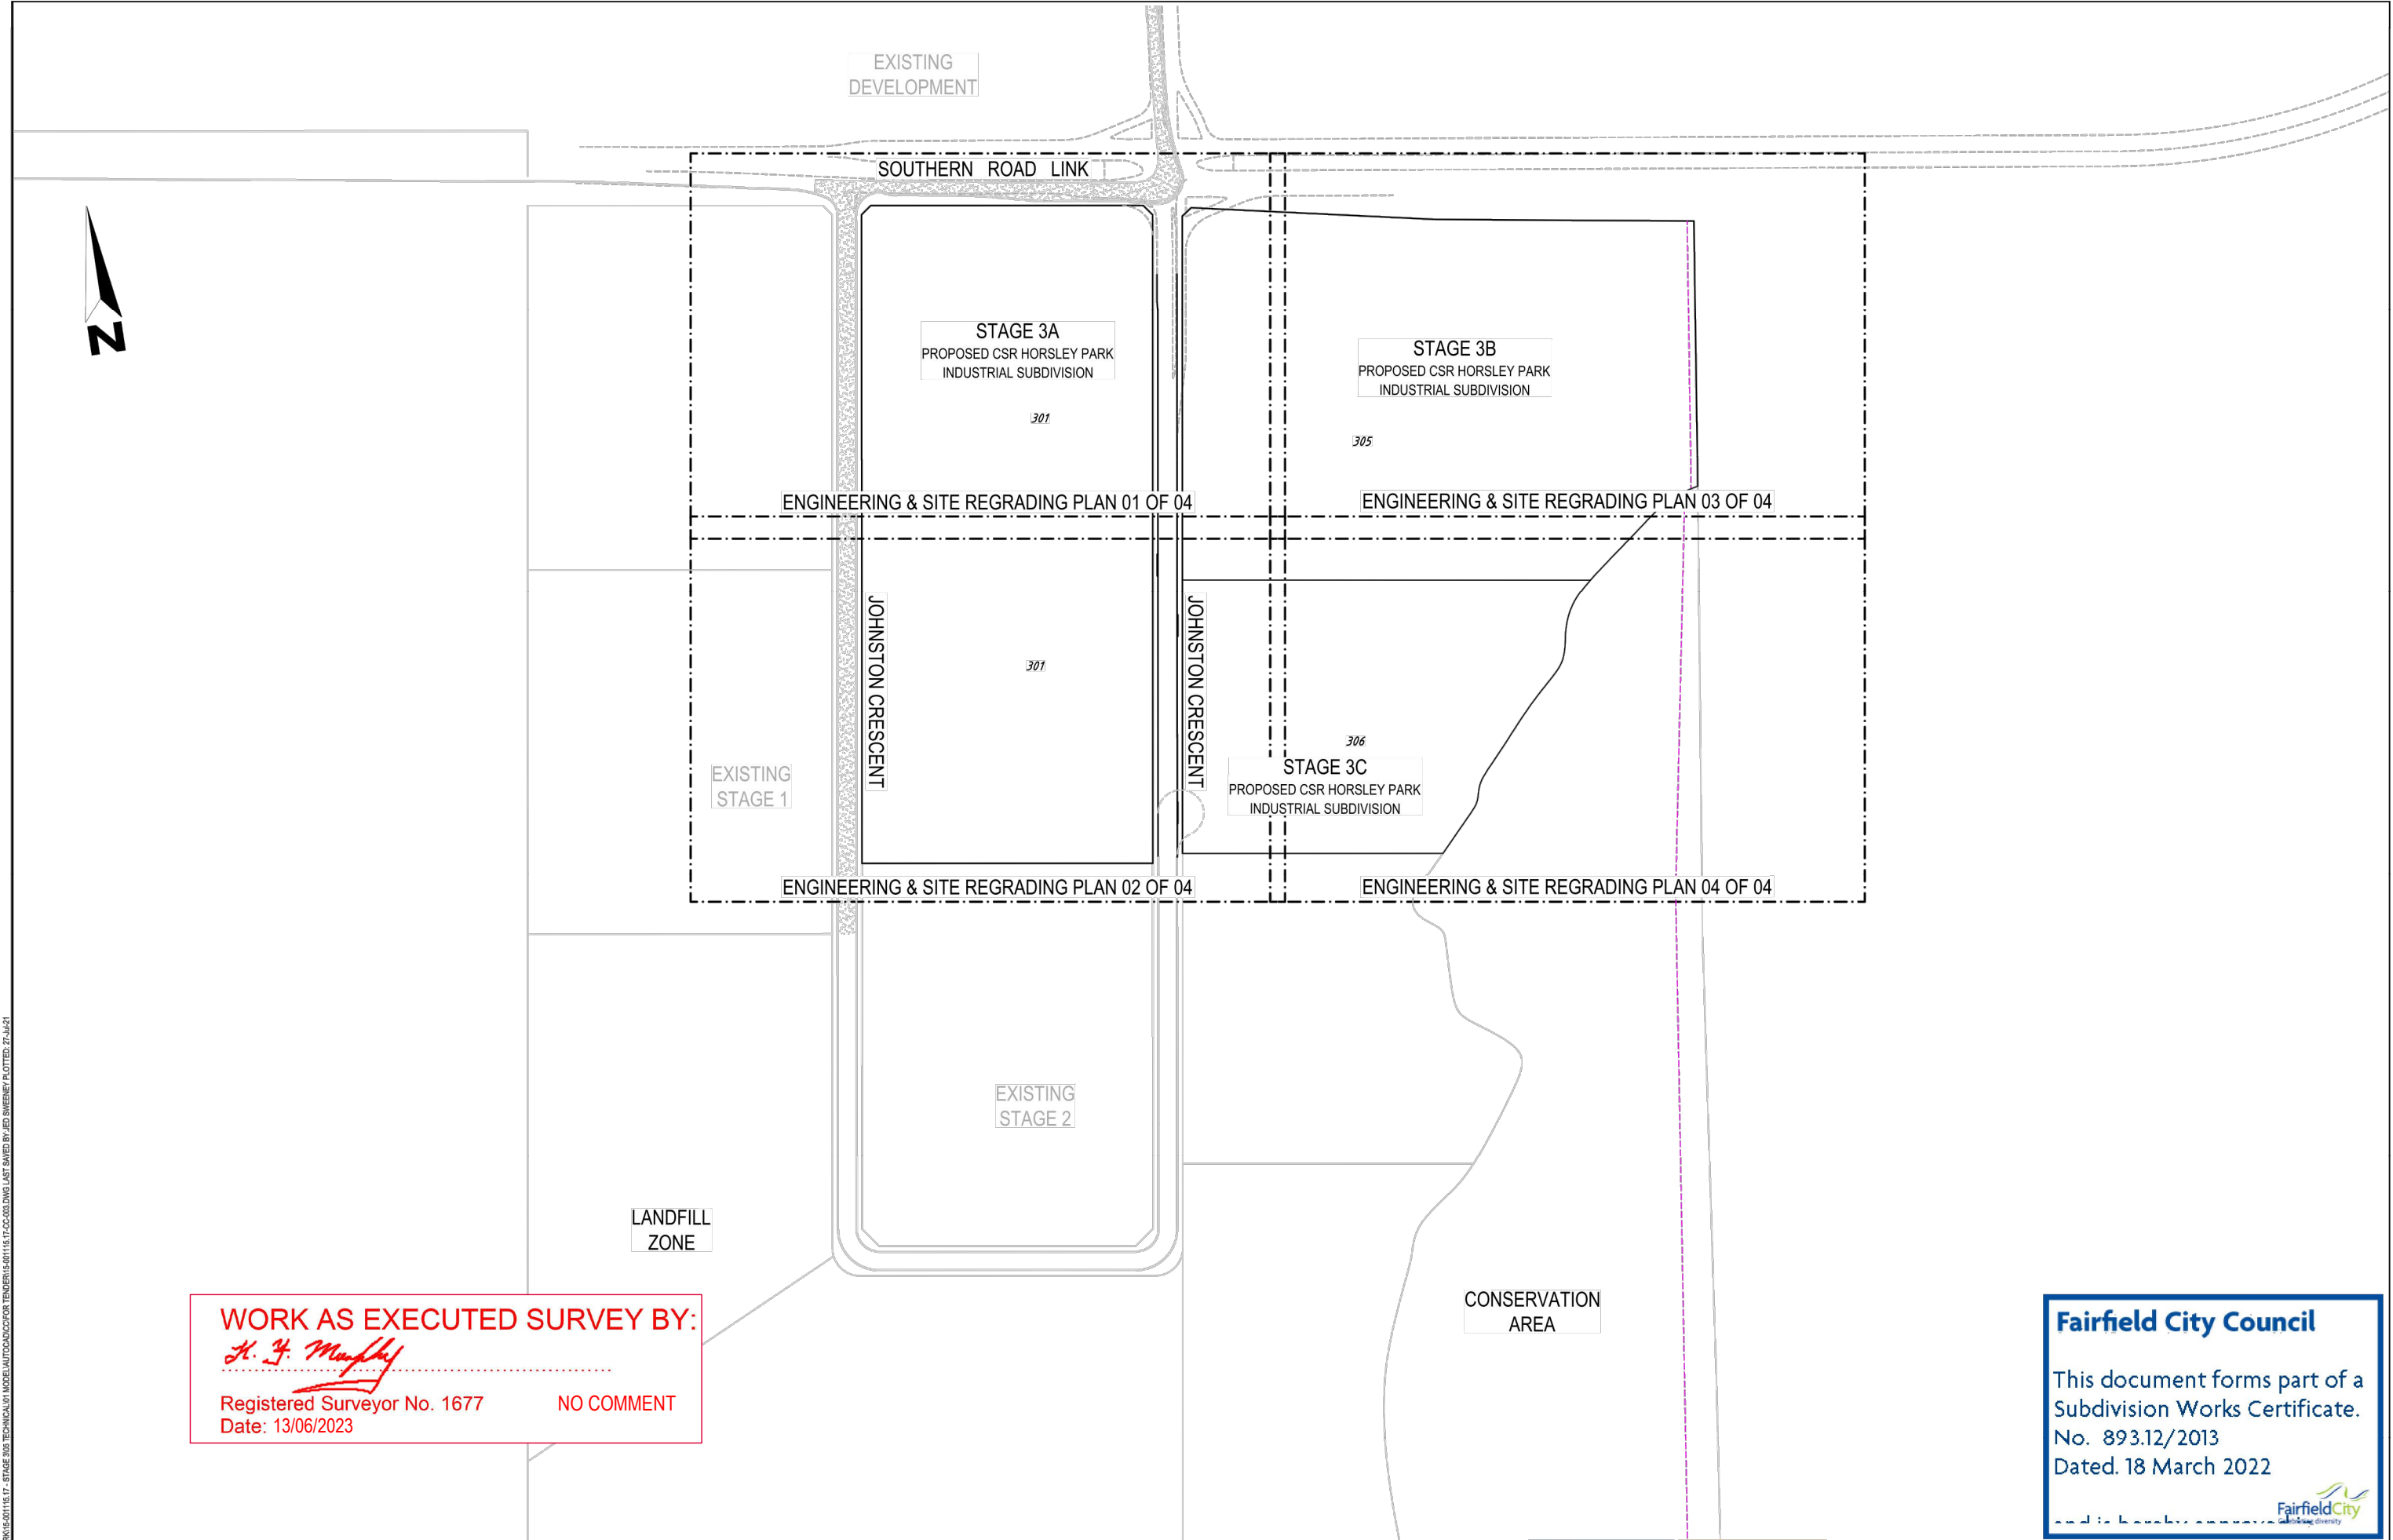 EXISTING
DEVELOPMENT
SOUTHERN ROAD LINK
N
STAGE 3A
PROPOSED CSR HORSLEY PARK
INDUSTRIAL SUBDIVISION
301
STAGE 3B
PROPOSED CSR HORSLEY PARK
INDUSTRIAL SUBDIVISION
305
ENGINEERING & SITE REGRADING PLAN 01 OF 04
ENGINEERING & SITE REGRADING PLAN 03 OF 04
JOHNSTON CRESCENT
301
JOHNSTON CRESCENT
306
STAGE 3C
PROPOSED CSR HORSLEY PARK
INDUSTRIAL SUBDIVISION
EXISTING
STAGE 1
ENGINEERING & SITE REGRADING PLAN 02 OF 04
ENGINEERING & SITE REGRADING PLAN 04 OF 04
EXISTING
STAGE 2
LANDFILL
ZONE
CONSERVATION
AREA
WORK AS EXECUTED SURVEY BY:
K. F. Murphy
Registered Surveyor No. 1677 NO COMMENT
Date: 13/06/2023
Fairfield City Council
This document forms part of a
Subdivision Works Certificate.
No. 893.12/2013
Dated. 18 March 2022
FairfieldCity
Celebrating diversity